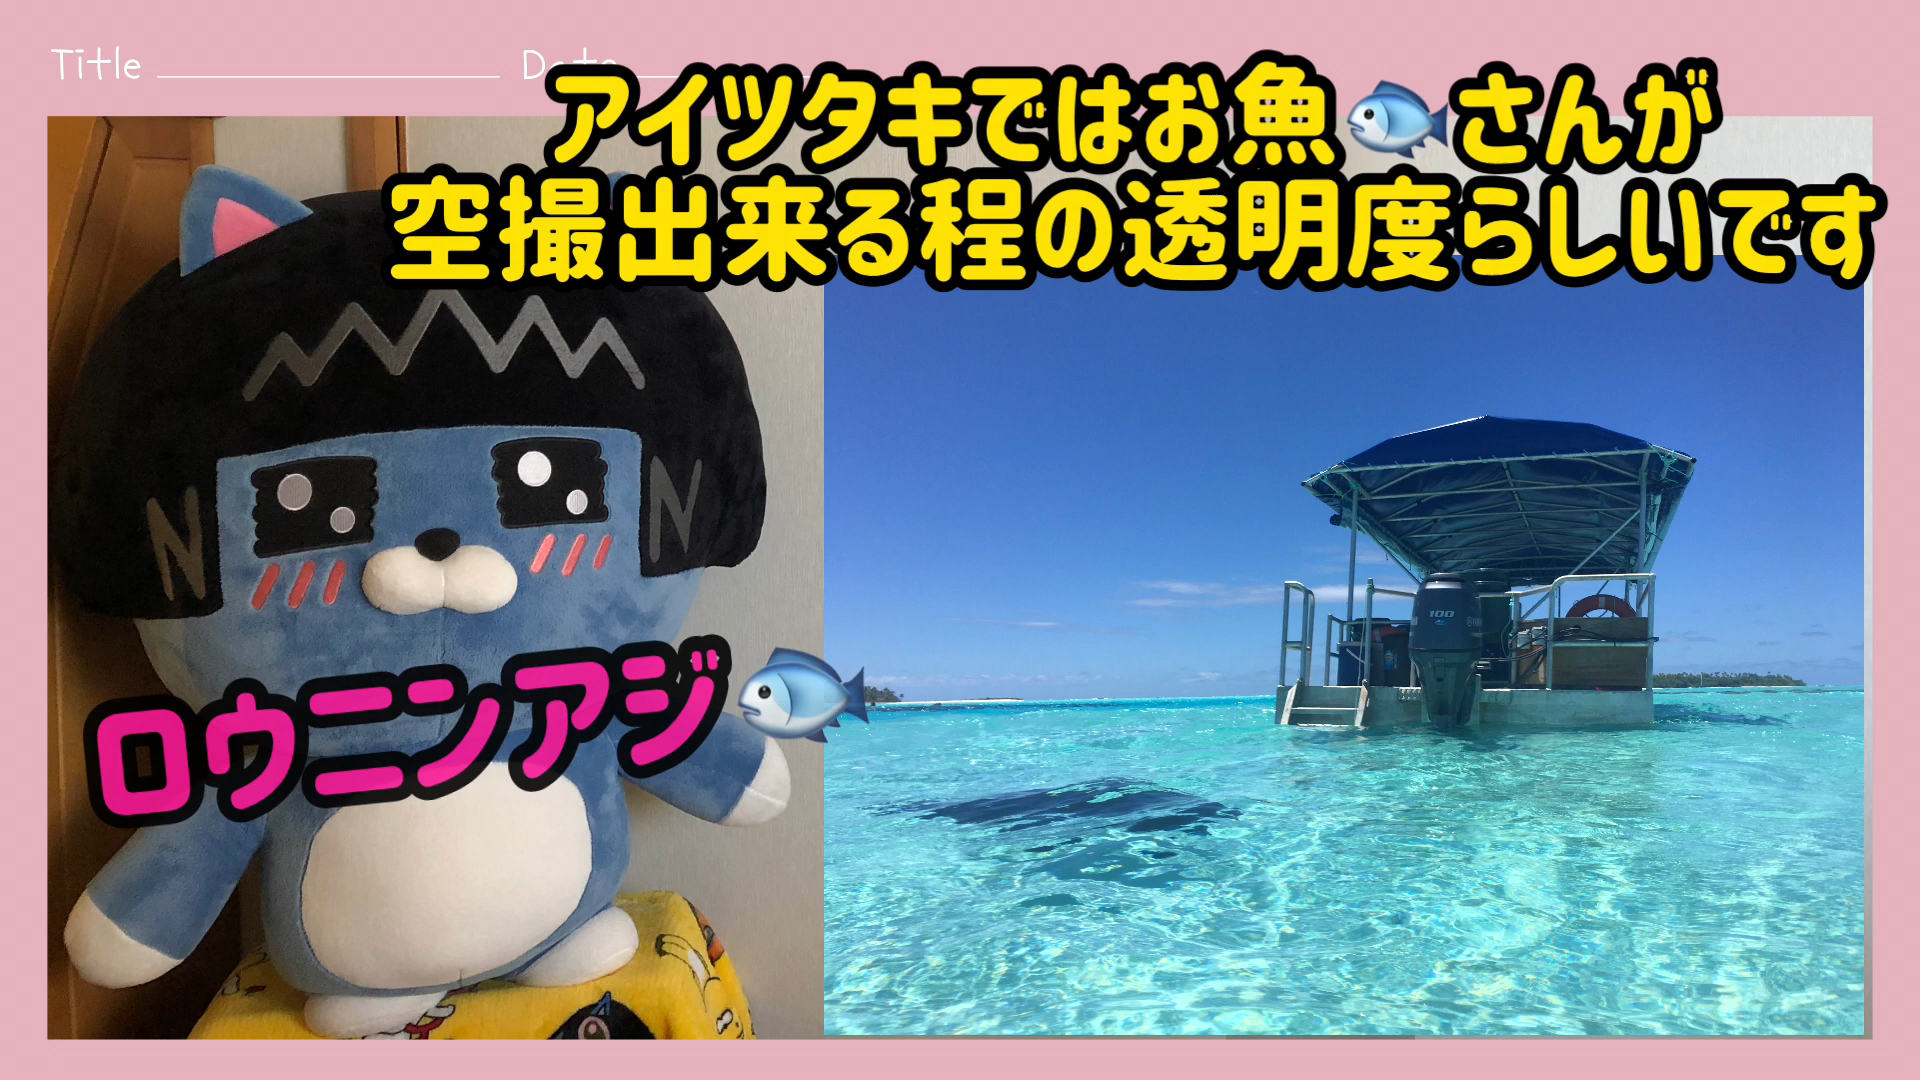 Title
アイツタキではお魚🐟さんが
空撮出来る程の透明度らしいです
N N
100
ロウニンアジ🐟